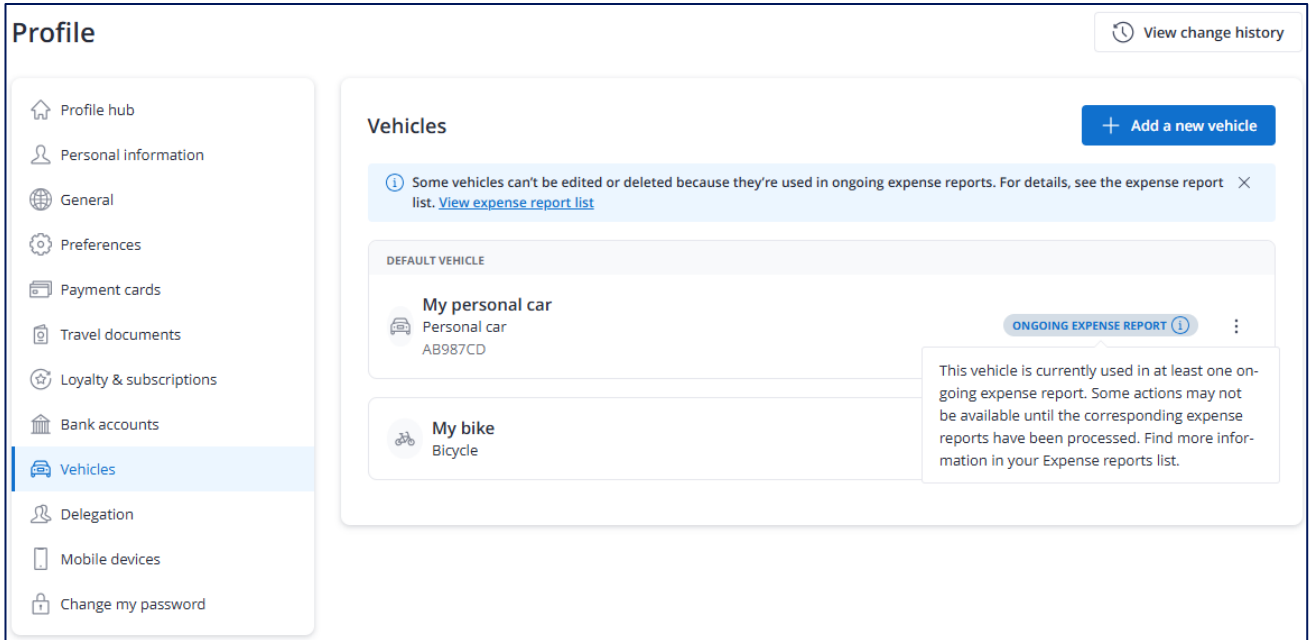 Profile
View change history
Profile hub
Personal information
General
Preferences
Payment cards
Travel documents
Loyalty & subscriptions
Bank accounts
Vehicles
Delegation
Mobile devices
Change my password
Vehicles
Add a new vehicle
Some vehicles can't be edited or deleted because they're used in ongoing expense reports. For details, see the expense report
list. View expense report list
DEFAULT VEHICLE
My personal car
Personal car
AB987CD
ONGOING EXPENSE REPORT
This vehicle is currently used in at least one on-
going expense report. Some actions may not
be available until the corresponding expense
reports have been processed. Find more infor-
mation in your Expense reports list.
My bike
Bicycle